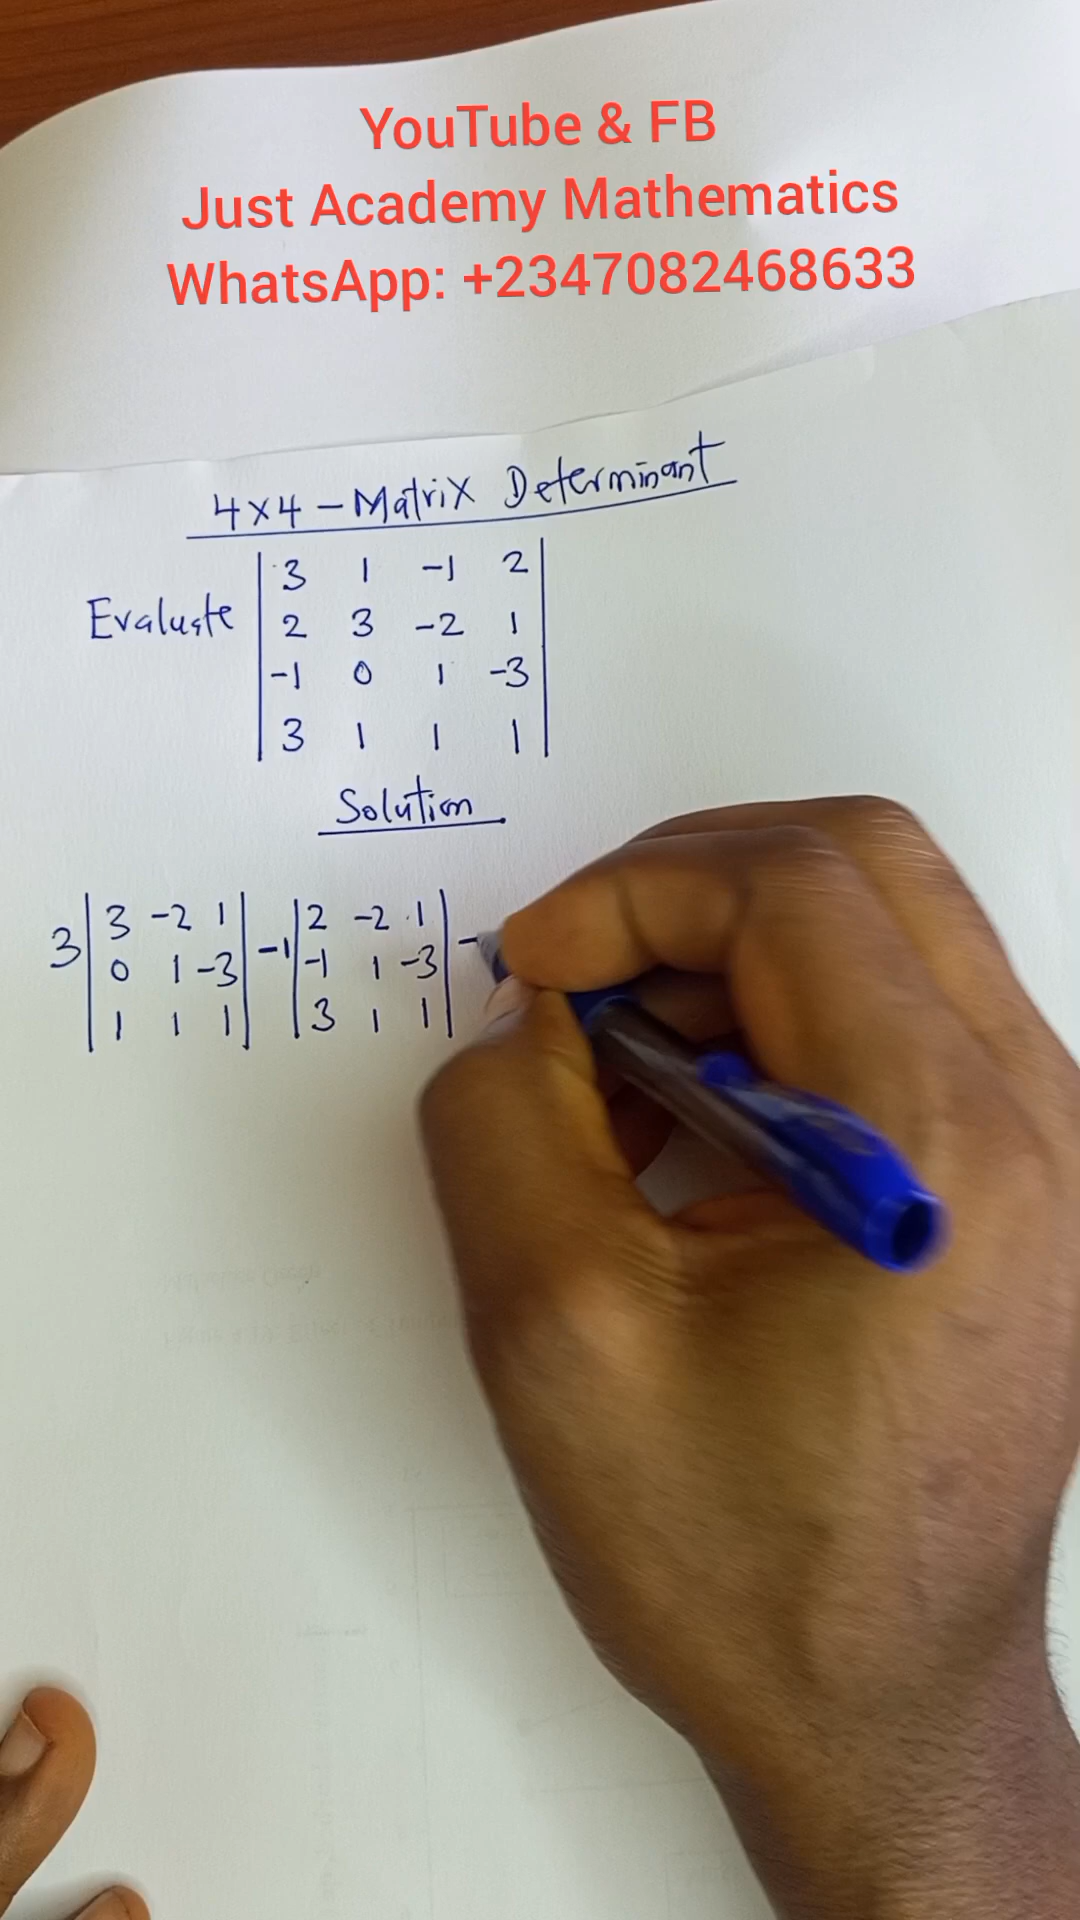 YouTube & FB
Just Academy Mathematics
WhatsApp: +2347082468633
4×4 - Matrix Determinant
Evaluate | 3 1 -1 2 |
| 2 3 -2 1 |
| -1 0 1 -3 |
| 3 1 1 1 |
Solution
3 | 3 -2 1 | -1 | 2 -2 1 | -
| 0 1 -3 | | -1 1 -3 |
| 1 1 1 | | 3 1 1 |